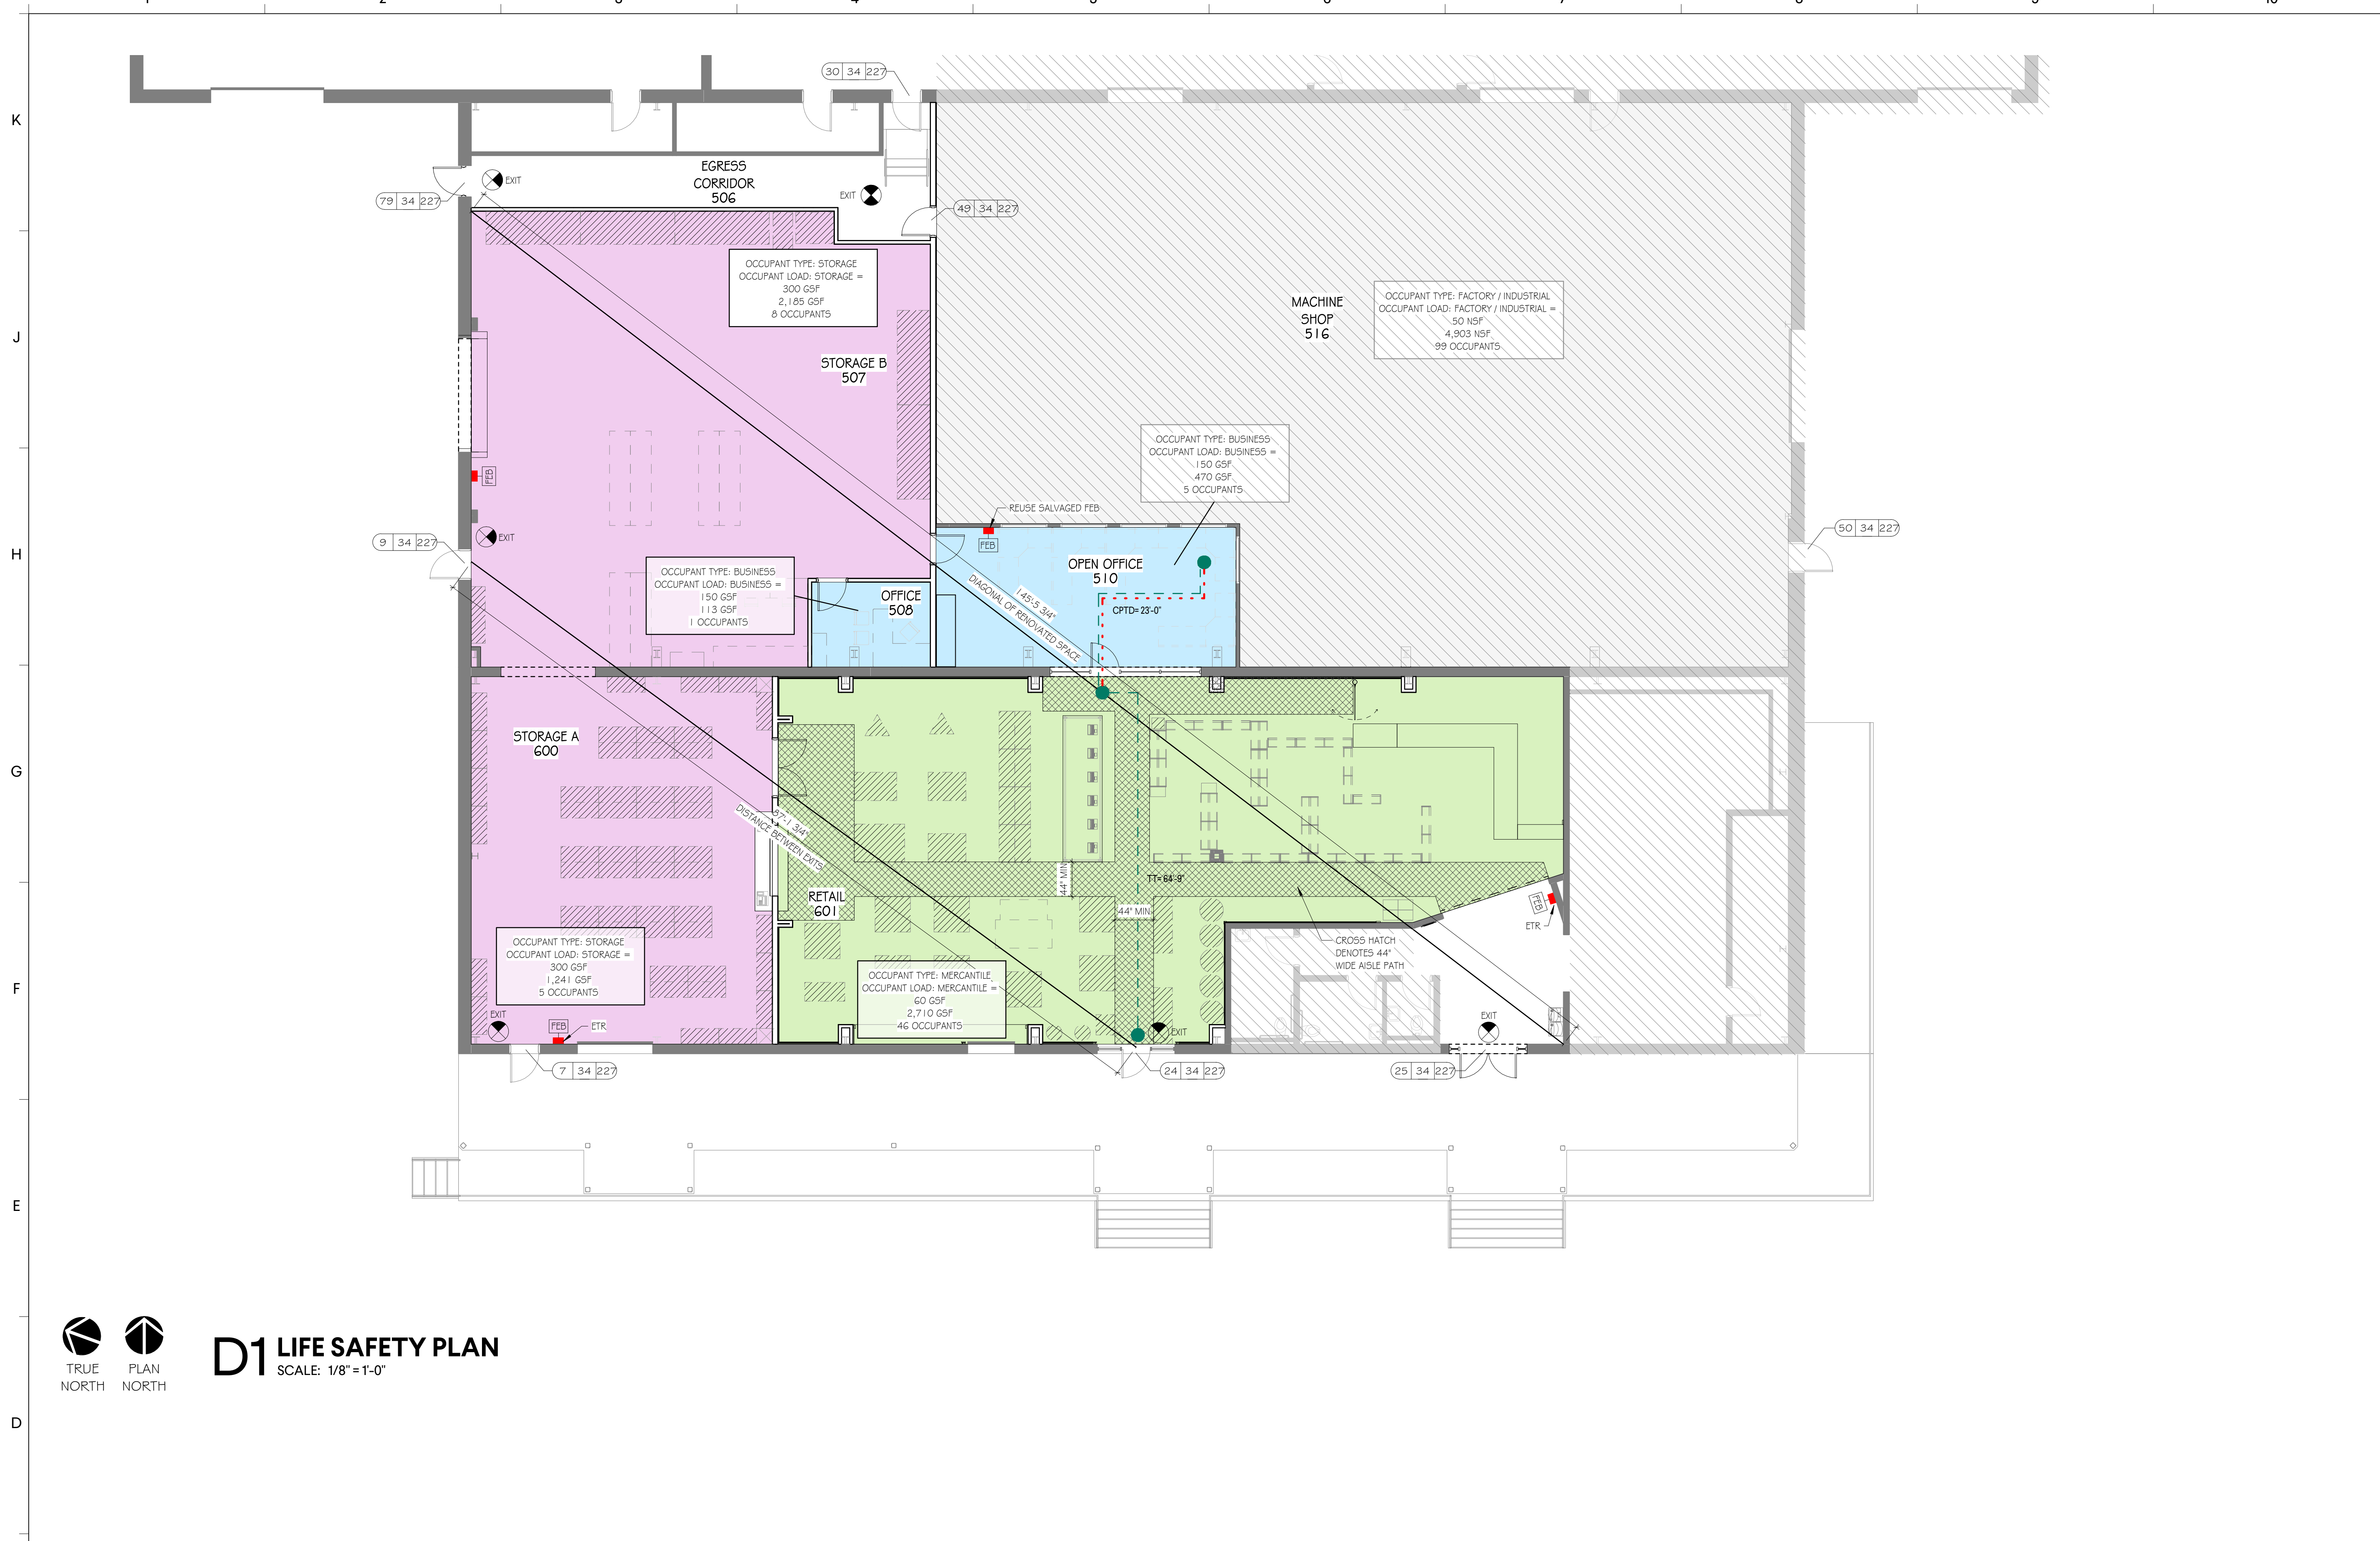 K
J
H
G
F
E
D
30 34 227
EGRESS
CORRIDOR
506
EXIT
EXIT
79 34 227
49 34 227
OCCUPANT TYPE: STORAGE
OCCUPANT LOAD: STORAGE =
300 GSF
2,185 GSF
8 OCCUPANTS
STORAGE B
507
MACHINE
SHOP
516
OCCUPANT TYPE: FACTORY / INDUSTRIAL
OCCUPANT LOAD: FACTORY / INDUSTRIAL =
50 NSF
4,903 NSF
99 OCCUPANTS
OCCUPANT TYPE: BUSINESS
OCCUPANT LOAD: BUSINESS =
150 GSF
470 GSF
5 OCCUPANTS
FEB
REUSE SALVAGED FEB
FEB
EXIT
9 34 227
50 34 227
OPEN OFFICE
510
OCCUPANT TYPE: BUSINESS
OCCUPANT LOAD: BUSINESS =
150 GSF
113 GSF
1 OCCUPANTS
OFFICE
508
145'-5 3/4"
DIAGONAL OF RENOVATED SPACE
CPTD= 23'-0"
STORAGE A
600
87'-1 3/4"
DISTANCE BETWEEN EXITS
RETAIL
601
44" MIN
TT= 64'-9"
44" MIN
FEB
ETR
CROSS HATCH
DENOTES 44"
WIDE AISLE PATH
OCCUPANT TYPE: STORAGE
OCCUPANT LOAD: STORAGE =
300 GSF
1,241 GSF
5 OCCUPANTS
OCCUPANT TYPE: MERCANTILE
OCCUPANT LOAD: MERCANTILE =
60 GSF
2,710 GSF
46 OCCUPANTS
EXIT
FEB
ETR
EXIT
EXIT
7 34 227
24 34 227
25 34 227
TRUE
NORTH
PLAN
NORTH
D1 LIFE SAFETY PLAN
SCALE: 1/8" = 1'-0"